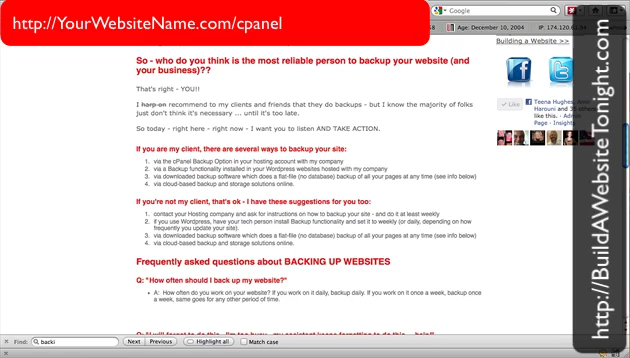 http://YourWebsiteName.com/cpanel
Google
Age: December 10, 2004
Building a Website >>
So - who do you think is the most reliable person to backup your website (and
your business)??
That's right - YOU!!
I harp on recommend to my clients and friends that they do backups - but I know the majority of folks
just don't think it's necessary ... until it's too late.
So today - right here - right now - I want you to listen AND TAKE ACTION.
Like
Teena Hughes,
Harouni and 35 others
like this. ·
Page · Insights
If you are my client, there are several ways to backup your site:
1. via the cPanel Backup Option in your hosting account with my company
2. via a Backup functionality installed in your Wordpress websites hosted with my company
3. via downloaded backup software which does a flat-file (no database) backup of all your pages at any time (see info below)
4. via cloud-based backup and storage solutions online.
If you're not my client, that's ok - I have these suggestions for you too:
1. contact your Hosting company and ask for instructions on how to backup your site - and do it at least weekly
2. if you use Wordpress, have your tech person install Backup functionality and set it to weekly (or daily, depending on how
frequently you update your site).
3. via downloaded backup software which does a flat-file (no database) backup of all your pages at any time (see info below)
4. via cloud-based backup and storage solutions online.
Frequently asked questions about BACKING UP WEBSITES
Q: "How often should I back up my website?"
• A: How often do you work on your website? If you work on it daily, backup daily. If you work on it once a week, backup once
a week, same goes for any other period of time.
http://BuildAWebsiteTonight.com
Find: backi
Next
Previous
Highlight all
Match case